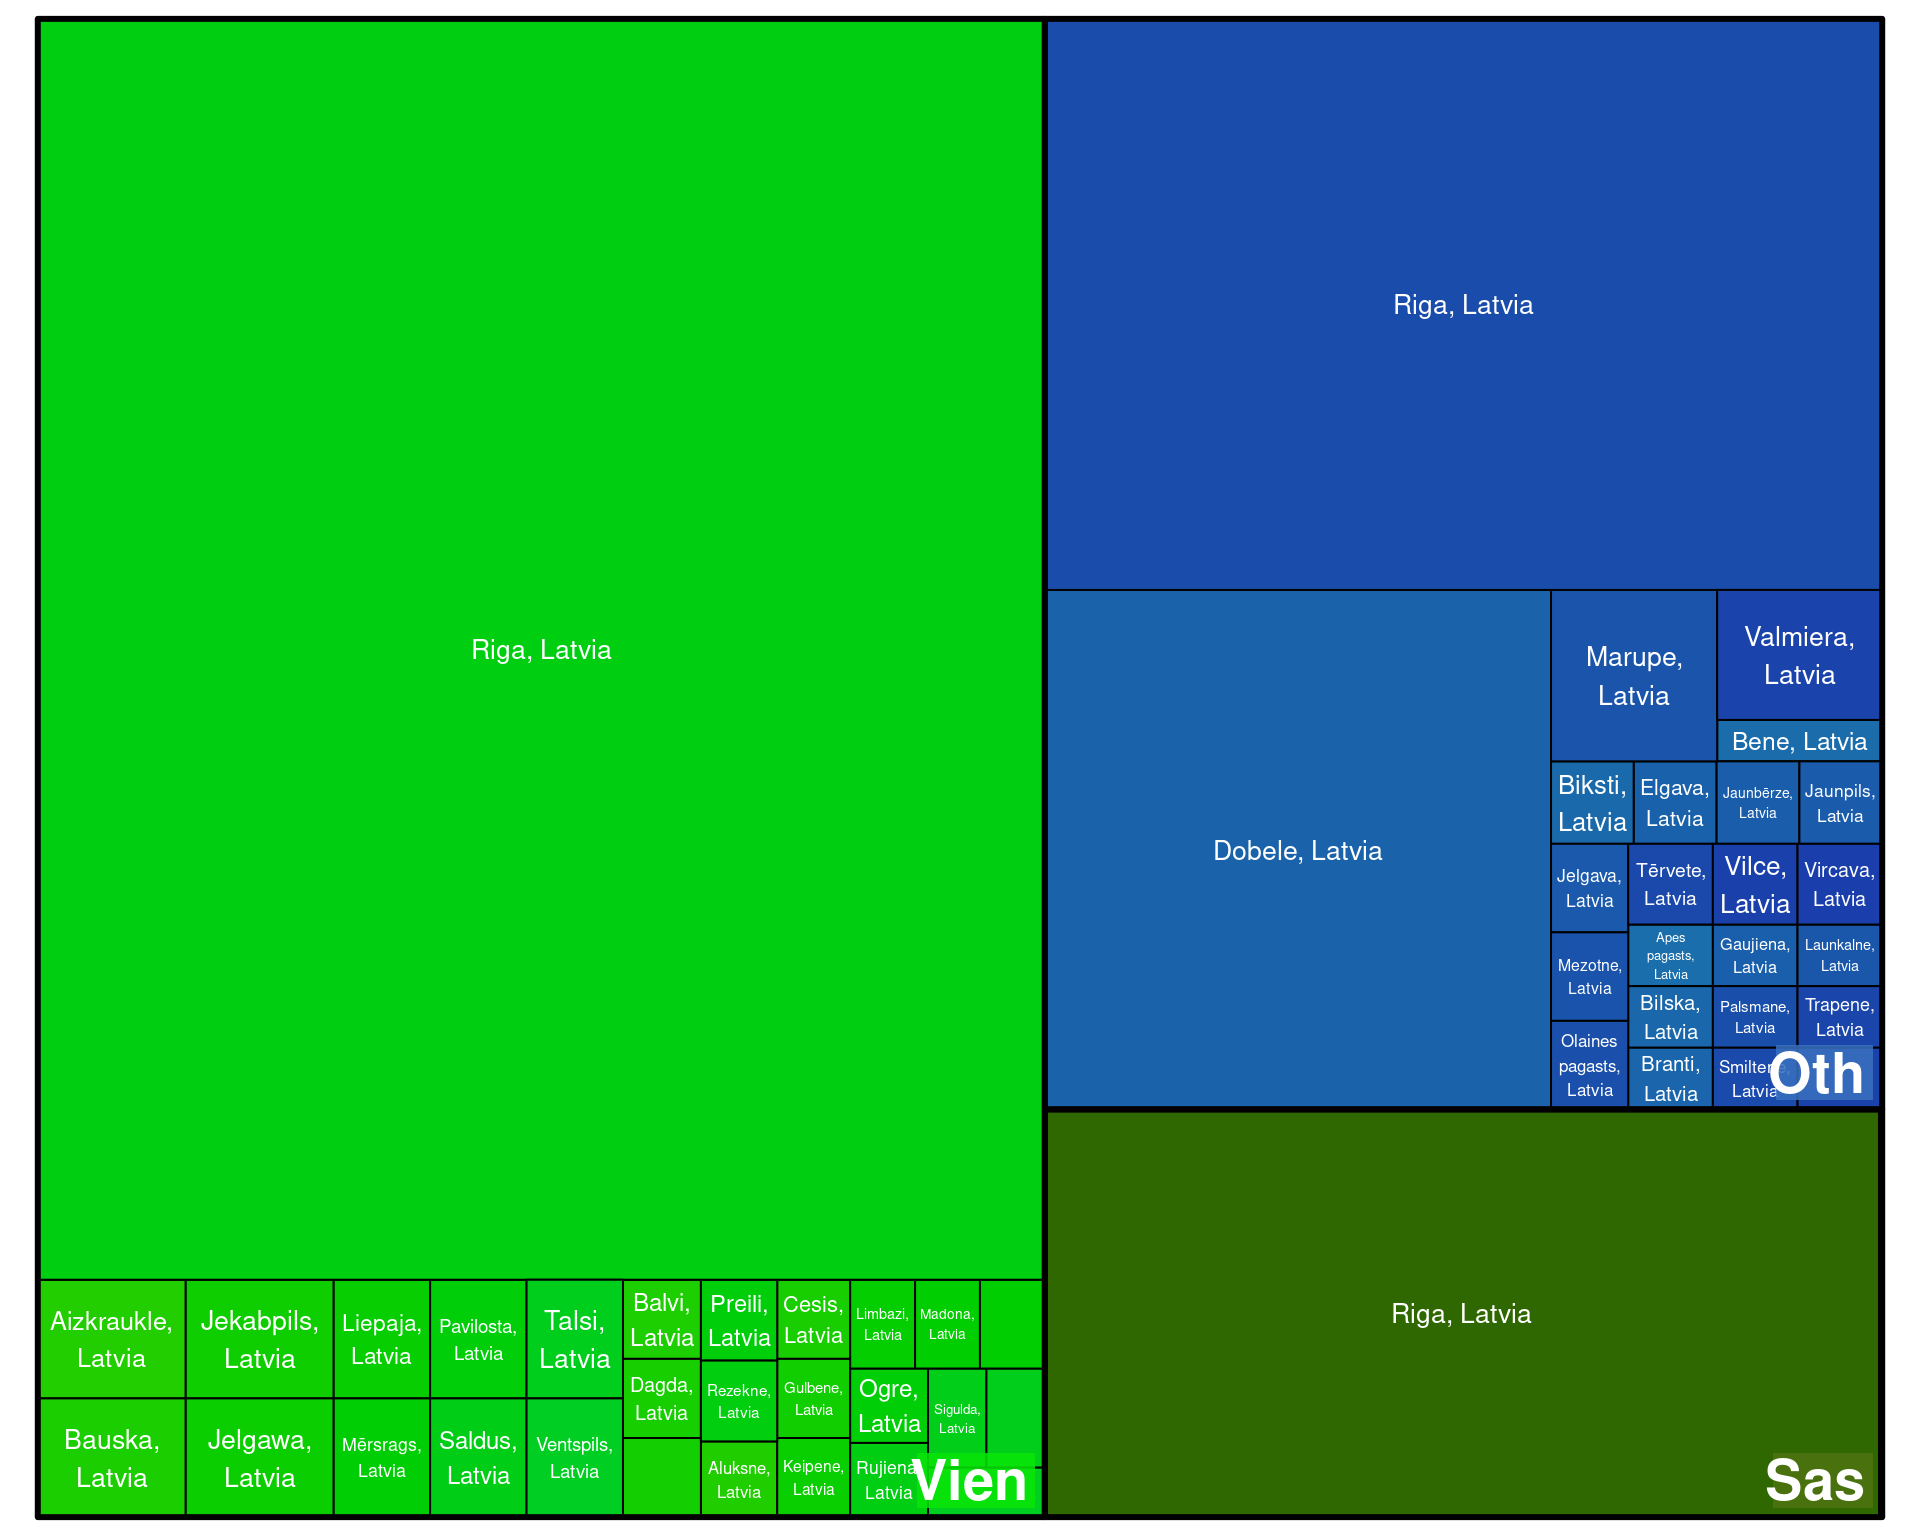 Riga, Latvia
Aizkraukle,
Latvia
Jekabpils,
Latvia
Liepaja,
Latvia
Pavilosta,
Latvia
Talsi,
Latvia
Bauska,
Latvia
Jelgawa,
Latvia
Mērsrags,
Latvia
Saldus,
Latvia
Ventspils,
Latvia
Balvi,
Latvia
Dagda,
Latvia
Preili,
Latvia
Rezekne,
Latvia
Aluksne,
Latvia
Cesis,
Latvia
Gulbene,
Latvia
Keipene,
Latvia
Limbazi,
Latvia
Madona,
Latvia
Ogre,
Latvia
Rujiena,
Latvia
Sigulda,
Latvia
Vien
Riga, Latvia
Dobele, Latvia
Marupe,
Latvia
Valmiera,
Latvia
Bene, Latvia
Biksti,
Latvia
Elgava,
Latvia
Jaunbērze,
Latvia
Jaunpils,
Latvia
Jelgava,
Latvia
Mezotne,
Latvia
Olaines
pagasts,
Latvia
Tērvete,
Latvia
Vilce,
Latvia
Vircava,
Latvia
Apes
pagasts,
Latvia
Gaujiena,
Latvia
Launkalne,
Latvia
Bilska,
Latvia
Palsmane,
Latvia
Trapene,
Latvia
Branti,
Latvia
Smiltene,
Latvia
Oth
Riga, Latvia
Sas